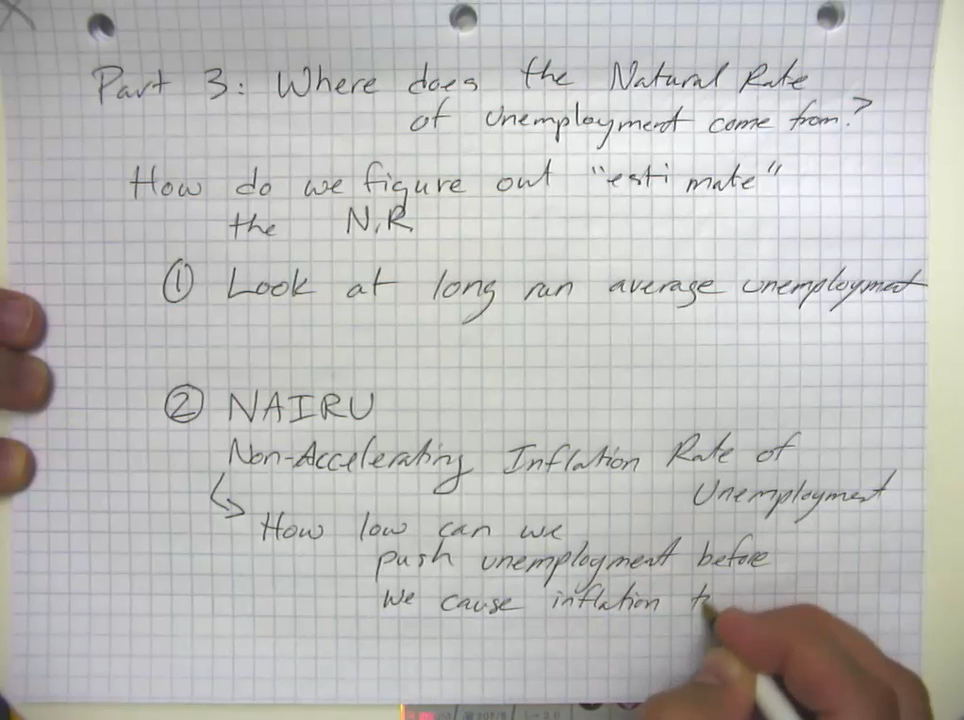 Part 3: Where does the Natural Rate
of Unemployment come from?
How do we figure out "estimate"
the N.R.
① Look at long run average unemployment
② NAIRU
Non-Accelerating Inflation Rate of
Unemployment
↳ How low can we
push unemployment before
we cause inflation t